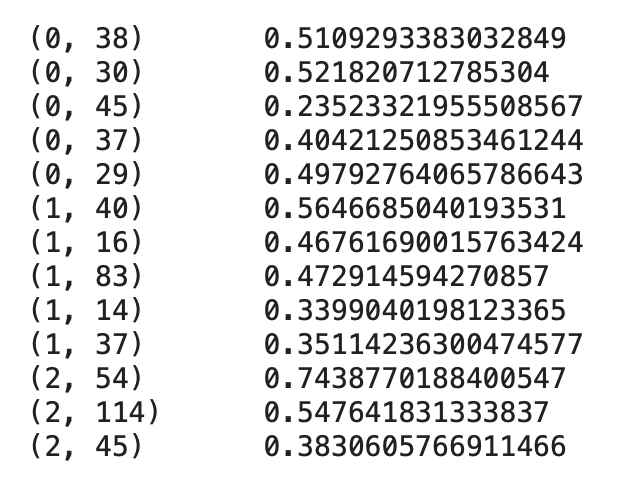 (0, 38) 0.5109293383032849
(0, 30) 0.521820712785304
(0, 45) 0.23523321955508567
(0, 37) 0.40421250853461244
(0, 29) 0.49792764065786643
(1, 40) 0.5646685040193531
(1, 16) 0.46761690015763424
(1, 83) 0.472914594270857
(1, 14) 0.3399040198123365
(1, 37) 0.35114236300474577
(2, 54) 0.7438770188400547
(2, 114) 0.547641831333837
(2, 45) 0.3830605766911466